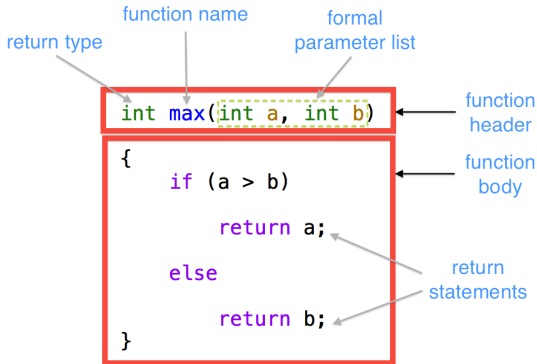 function name
formal
parameter list
return type
int max(int a, int b)
function
header
{
function
body
if (a > b)
return a;
else
return
statements
return b;
}